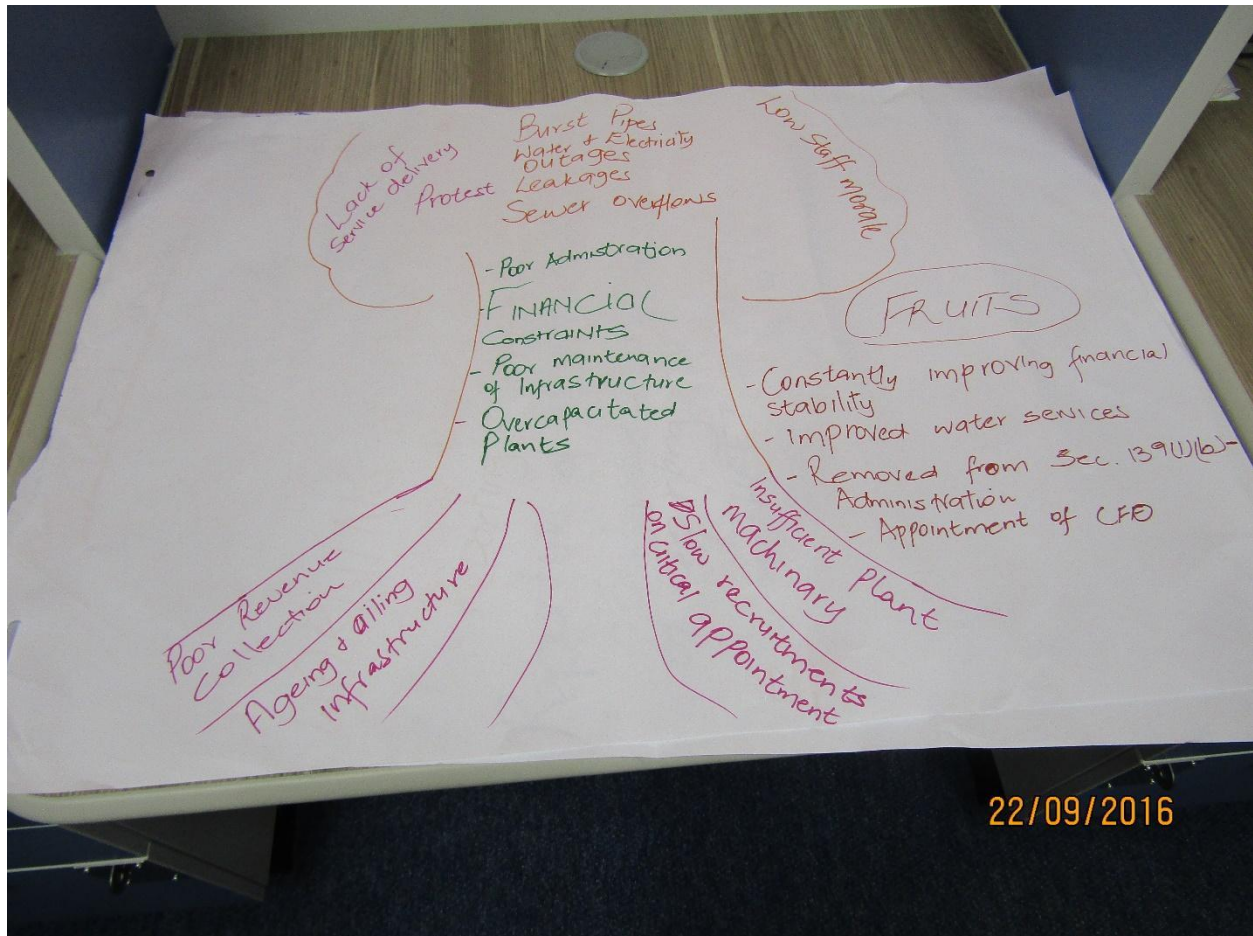 Lack of
service delivery
Protest
Burst Pipes
Water & Electricity
Outages
Leakages
Sewer overflows
Low staff morale
- Poor Admistration
- FINANCIAL
Constraints
- Poor maintenance
of Infrastructure
- Overcapacitated
Plants
FRUITS
- Constantly improving financial
stability
- improved water services
- Removed from Sec. 139(1)(b)-
Administration
- Appointment of CFO
Poor Revenue
Collection
Ageing & ailing
infrastructure
Slow recruitments
on critical appointment
Insufficient plant
machinary
22/09/2016